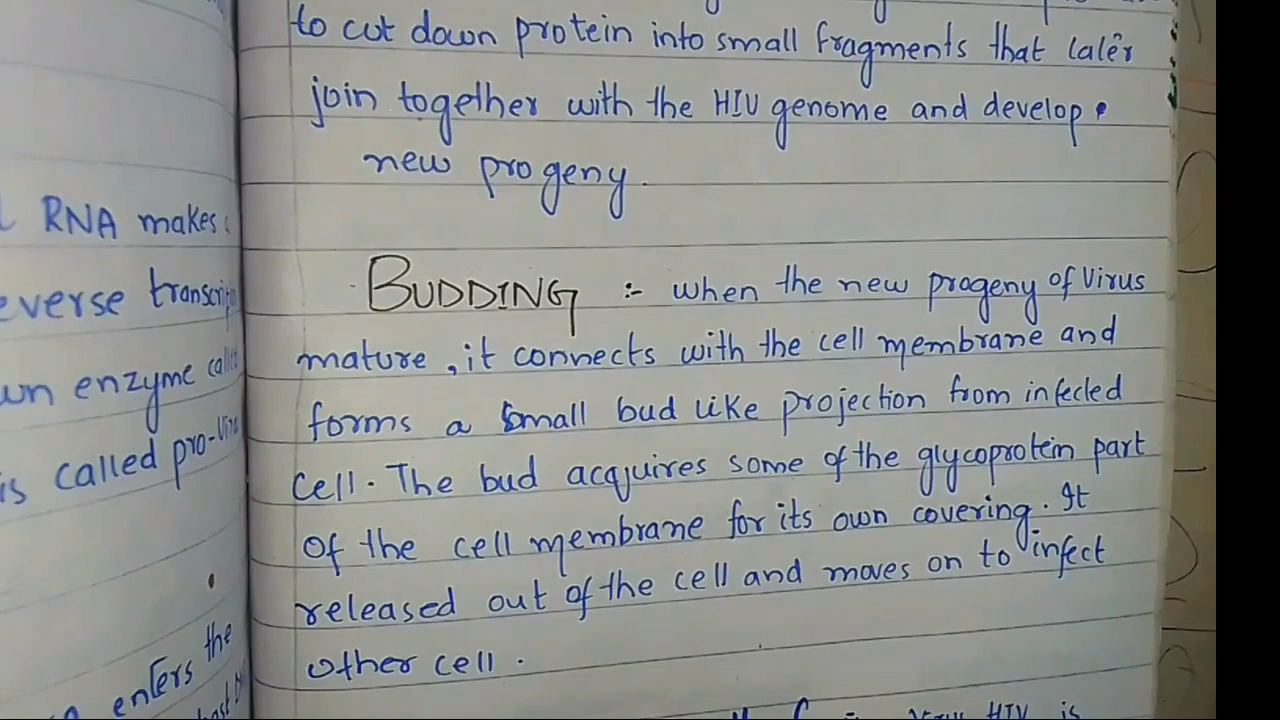 RNA makes
everse
un enzyme
is called
enters the
to cut down protein into small fragments that later
join together with the HIV genome and develop
new progeny.
BUDDING :- when the new progeny of Virus
mature, it connects with the cell membrane and
forms a small bud like projection from infected
cell. The bud acquires some of the glycoprotein part
of the cell membrane for its own covering. It
released out of the cell and moves on to infect
other cell.
HIV is